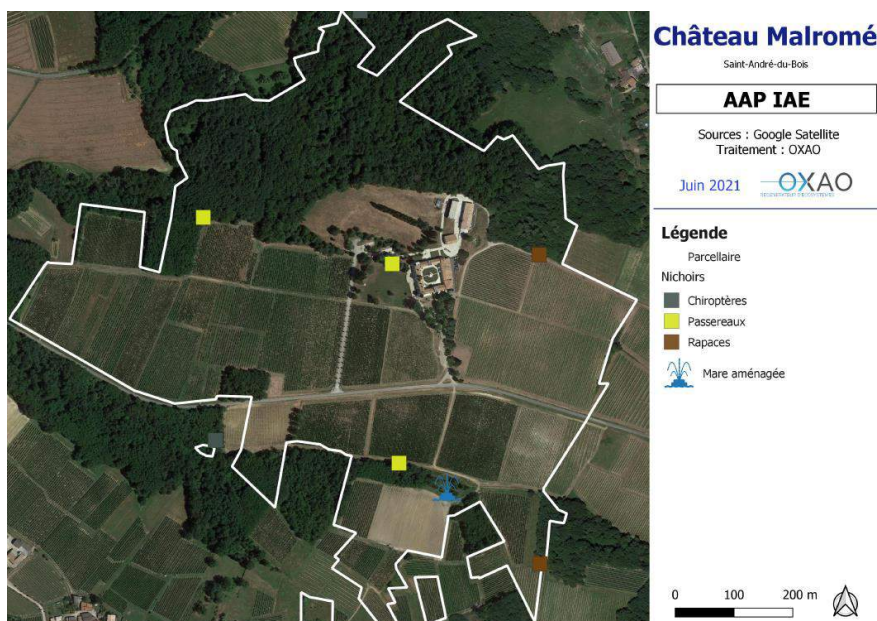 Château Malromé
Saint-André-du-Bois
AAP IAE
Sources : Google Satellite
Traitement : OXAO
Juin 2021
OXAO
Légende
Parcellaire
Nichoirs
Chiroptères
Passereaux
Rapaces
Mare aménagée
0 100 200 m